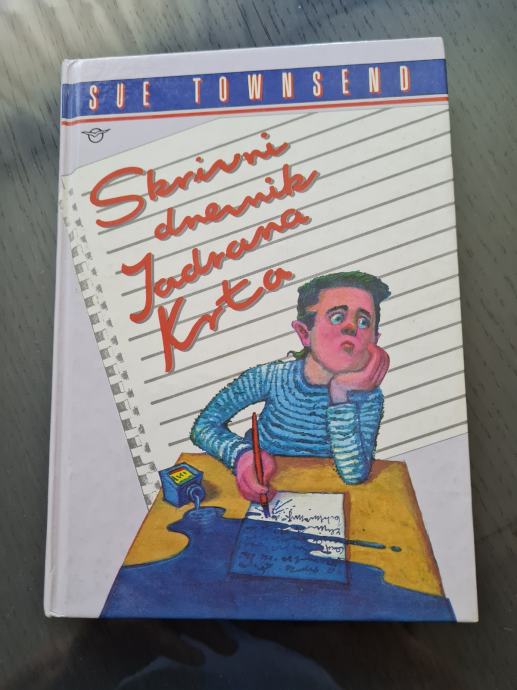 SUE TOWNSEND
Skrivni
dnevnik
Jadrana
Krta